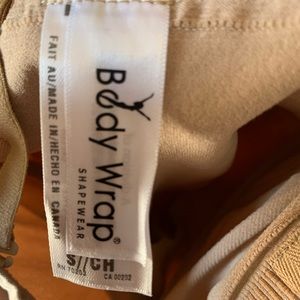 Body Wrap®
SHAPEWEAR
S//CH
FAIT AU/MADE IN/HECHO EN CANADA
CA 00232